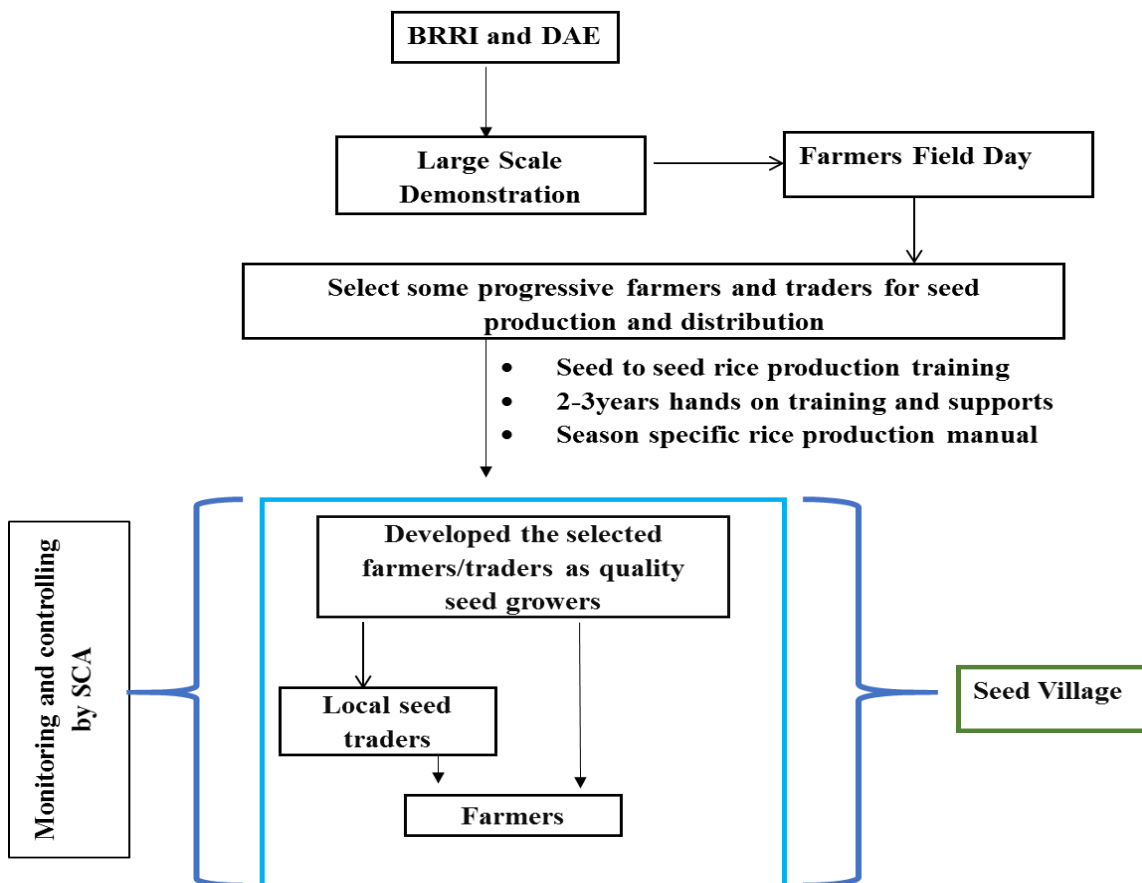 BRRI and DAE
Large Scale
Demonstration
Farmers Field Day
Select some progressive farmers and traders for seed
production and distribution
• Seed to seed rice production training
• 2-3years hands on training and supports
• Season specific rice production manual
Monitoring and controlling
by SCA
Developed the selected
farmers/traders as quality
seed growers
Local seed
traders
Farmers
Seed Village